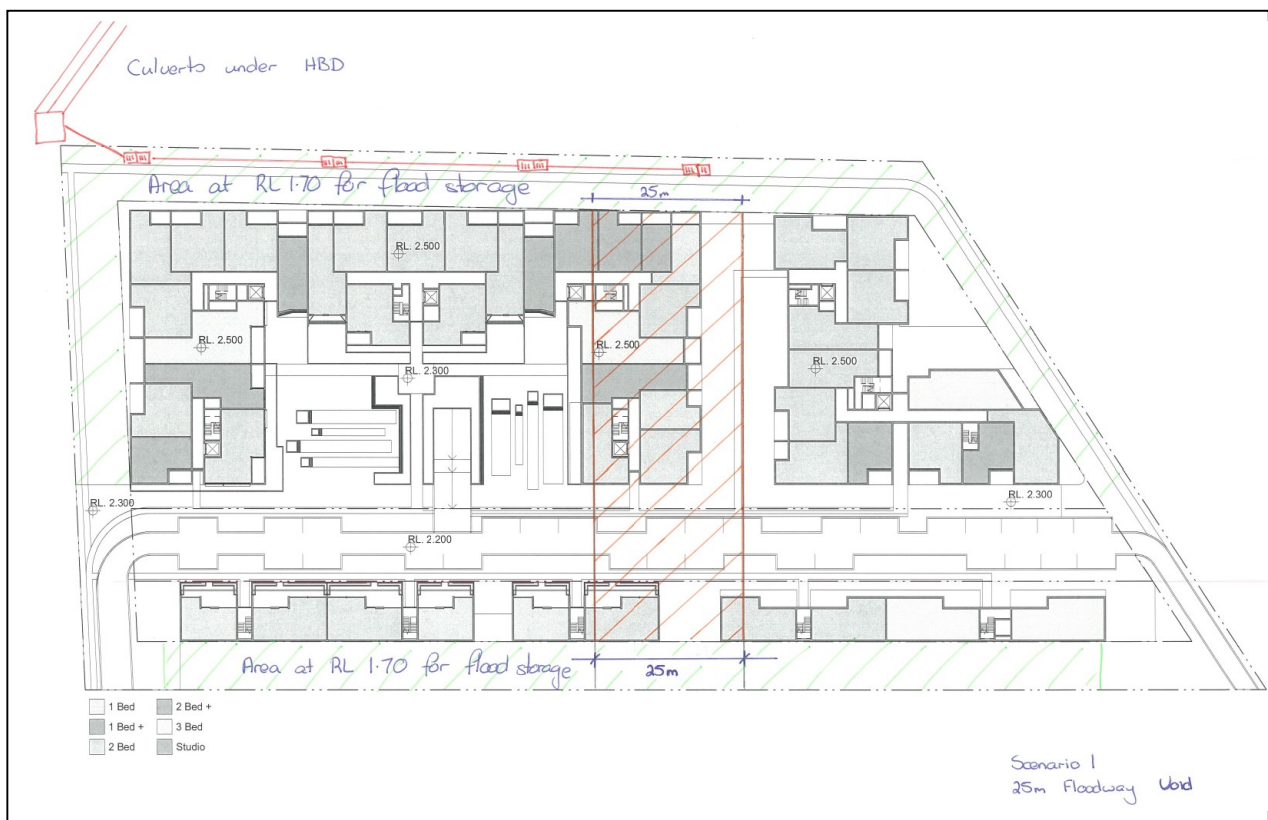 Culverts under HBD
Area at RL 1.70 for flood storage
25m
RL. 2.500
RL. 2.500
RL. 2.500
RL. 2.500
RL. 2.300
RL. 2.300
RL. 2.300
RL. 2.200
Area at RL 1.70 for flood storage
25m
1 Bed
2 Bed +
1 Bed +
3 Bed
2 Bed
Studio
Scenario 1
25m Floodway Void